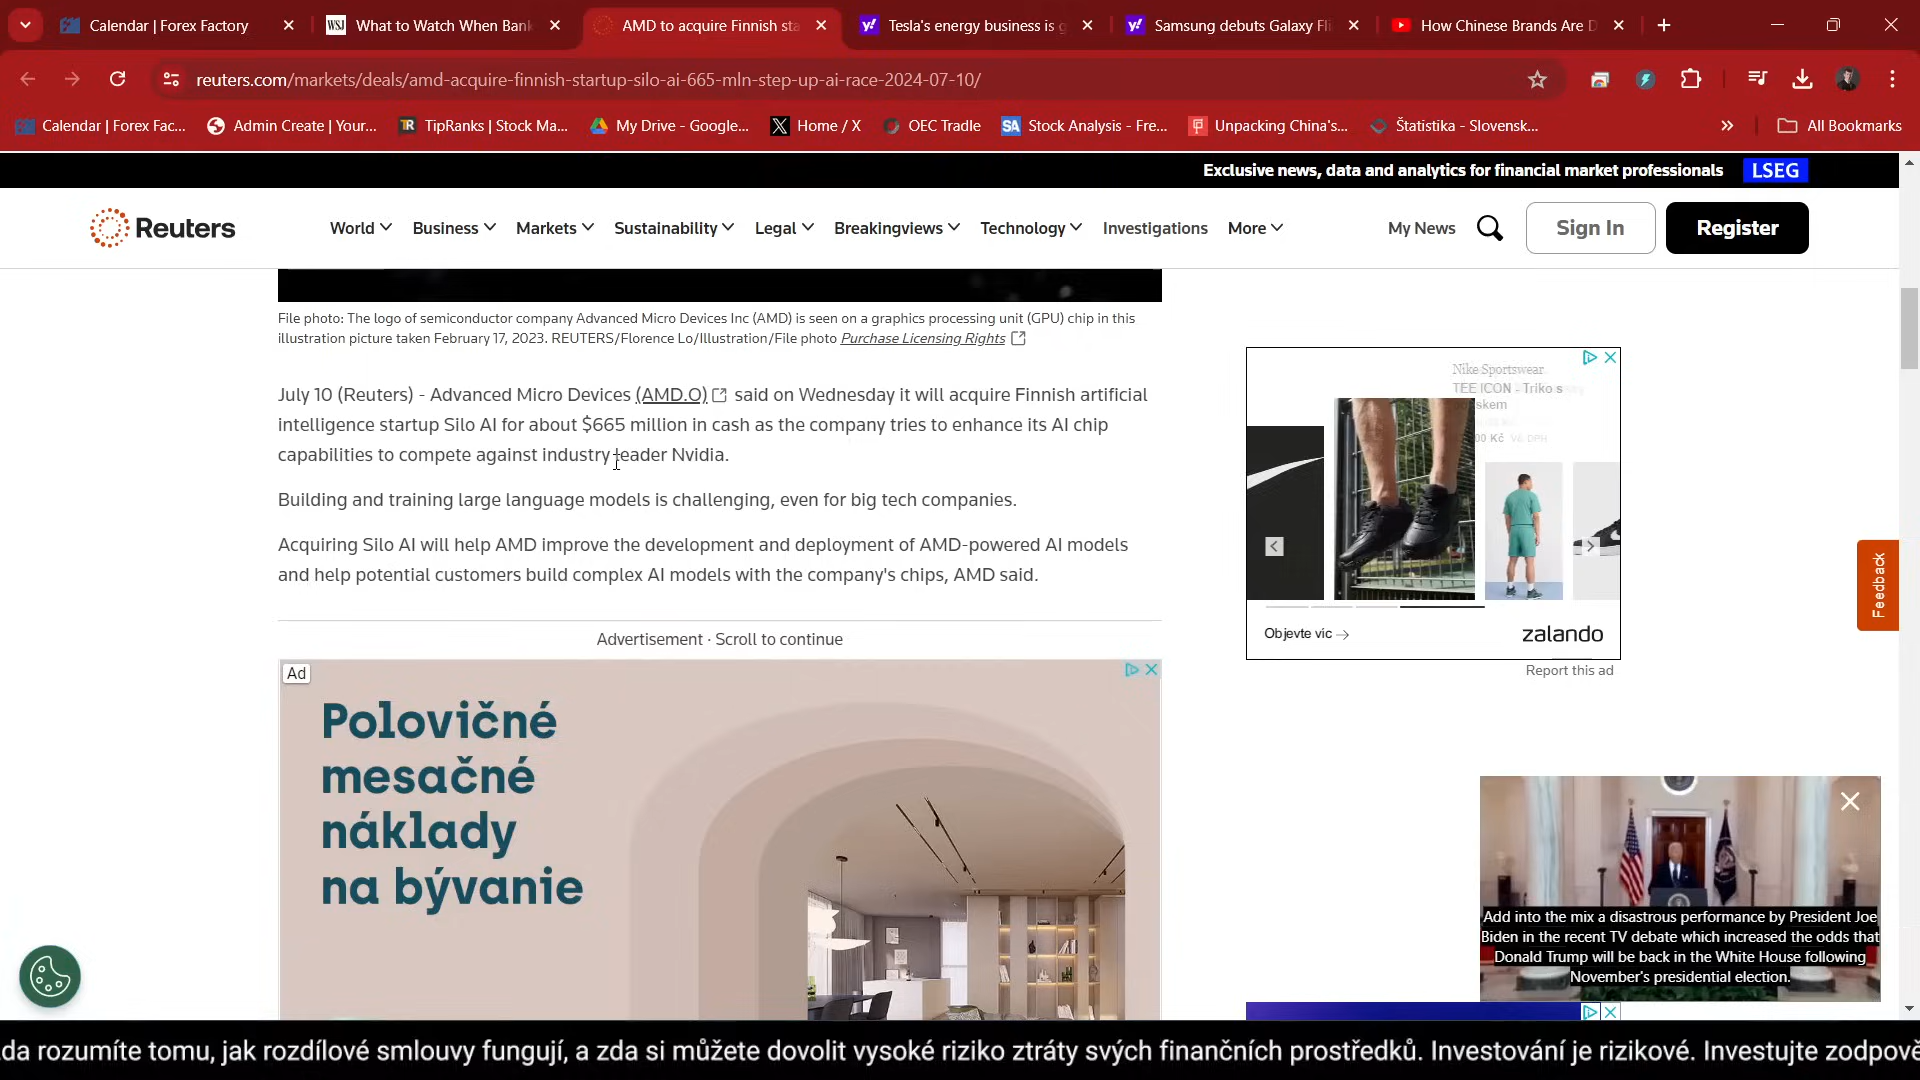 Calendar | Forex Factory
What to Watch When Ban
AMD to acquire Finnish sta
Tesla's energy business is g
Samsung debuts Galaxy Fli
How Chinese Brands Are D
reuters.com/markets/deals/amd-acquire-finnish-startup-silo-ai-665-mln-step-up-ai-race-2024-07-10/
Calendar | Forex Fac...
Admin Create | Your...
TipRanks | Stock Ma...
My Drive - Google...
Home / X
OEC Tradle
Stock Analysis - Fre...
Unpacking China's...
Štatistika - Slovensk...
All Bookmarks
Exclusive news, data and analytics for financial market professionals LSEG
Reuters
World
Business
Markets
Sustainability
Legal
Breakingviews
Technology
Investigations
More
My News
Sign In
Register
File photo: The logo of semiconductor company Advanced Micro Devices Inc (AMD) is seen on a graphics processing unit (GPU) chip in this
illustration picture taken February 17, 2023. REUTERS/Florence Lo/Illustration/File photo Purchase Licensing Rights
July 10 (Reuters) - Advanced Micro Devices (AMD.O) said on Wednesday it will acquire Finnish artificial
intelligence startup Silo AI for about $665 million in cash as the company tries to enhance its AI chip
capabilities to compete against industry leader Nvidia.
Building and training large language models is challenging, even for big tech companies.
Acquiring Silo AI will help AMD improve the development and deployment of AMD-powered AI models
and help potential customers build complex AI models with the company's chips, AMD said.
Advertisement · Scroll to continue
Ad
Polovičné
mesačné
náklady
na bývanie
Nike Sportswear
TEE ICON - Triko s
Kč
Objevte víc
zalando
Report this ad
Feedback
Add into the mix a disastrous performance by President Joe
Biden in the recent TV debate which increased the odds that
Donald Trump will be back in the White House following
November's presidential election.
da rozumíte tomu, jak rozdílové smlouvy fungují, a zda si můžete dovolit vysoké riziko ztráty svých finančních prostředků. Investování je rizikové. Investujte zodpově